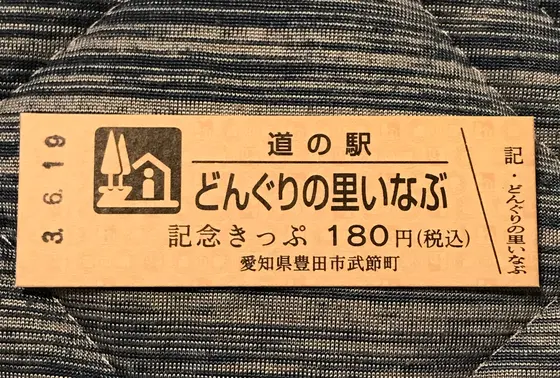 3. 6. 19
道の駅
どんぐりの里いなぶ
記念きっぷ 180円(税込)
愛知県豊田市武節町
記・どんぐりの里いなぶ